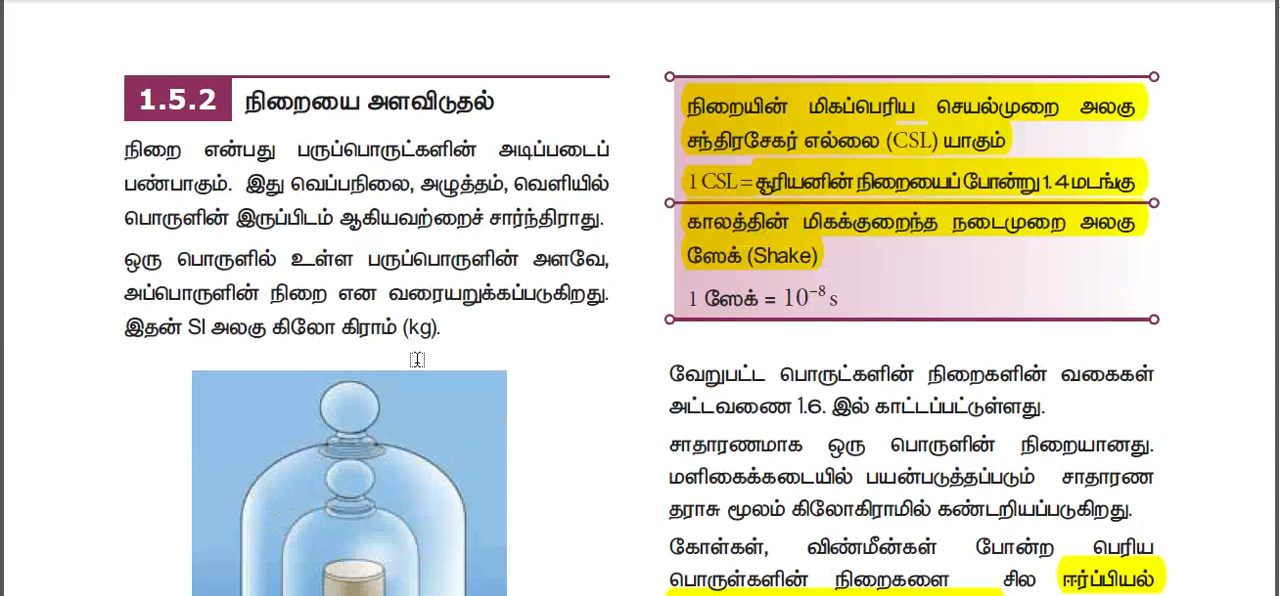 1.5.2 நிறையை அளவிடுதல்
நிறை என்பது பருப்பொருட்களின் அடிப்படைப்
பண்பாகும். இது வெப்பநிலை, அழுத்தம், வெளியில்
பொருளின் இருப்பிடம் ஆகியவற்றைச் சார்ந்திராது.
ஒரு பொருளில் உள்ள பருப்பொருளின் அளவே,
அப்பொருளின் நிறை என வரையறுக்கப்படுகிறது.
இதன் SI அலகு கிலோ கிராம் (kg).
நிறையின் மிகப்பெரிய செயல்முறை அலகு
சந்திரசேகர் எல்லை (CSL) யாகும்
1 CSL = சூரியனின் நிறையைப் போன்று 1.4 மடங்கு
காலத்தின் மிகக்குறைந்த நடைமுறை அலகு
ஸேக் (Shake)
1 ஸேக் = 10⁻⁸ s
வேறுபட்ட பொருட்களின் நிறைகளின் வகைகள்
அட்டவணை 1.6. இல் காட்டப்பட்டுள்ளது.
சாதாரணமாக ஒரு பொருளின் நிறையானது.
மளிகைக்கடையில் பயன்படுத்தப்படும் சாதாரண
தராசு மூலம் கிலோகிராமில் கண்டறியப்படுகிறது.
கோள்கள், விண்மீன்கள் போன்ற பெரிய
பொருள்களின் நிறைகளை சில ஈர்ப்பியல்